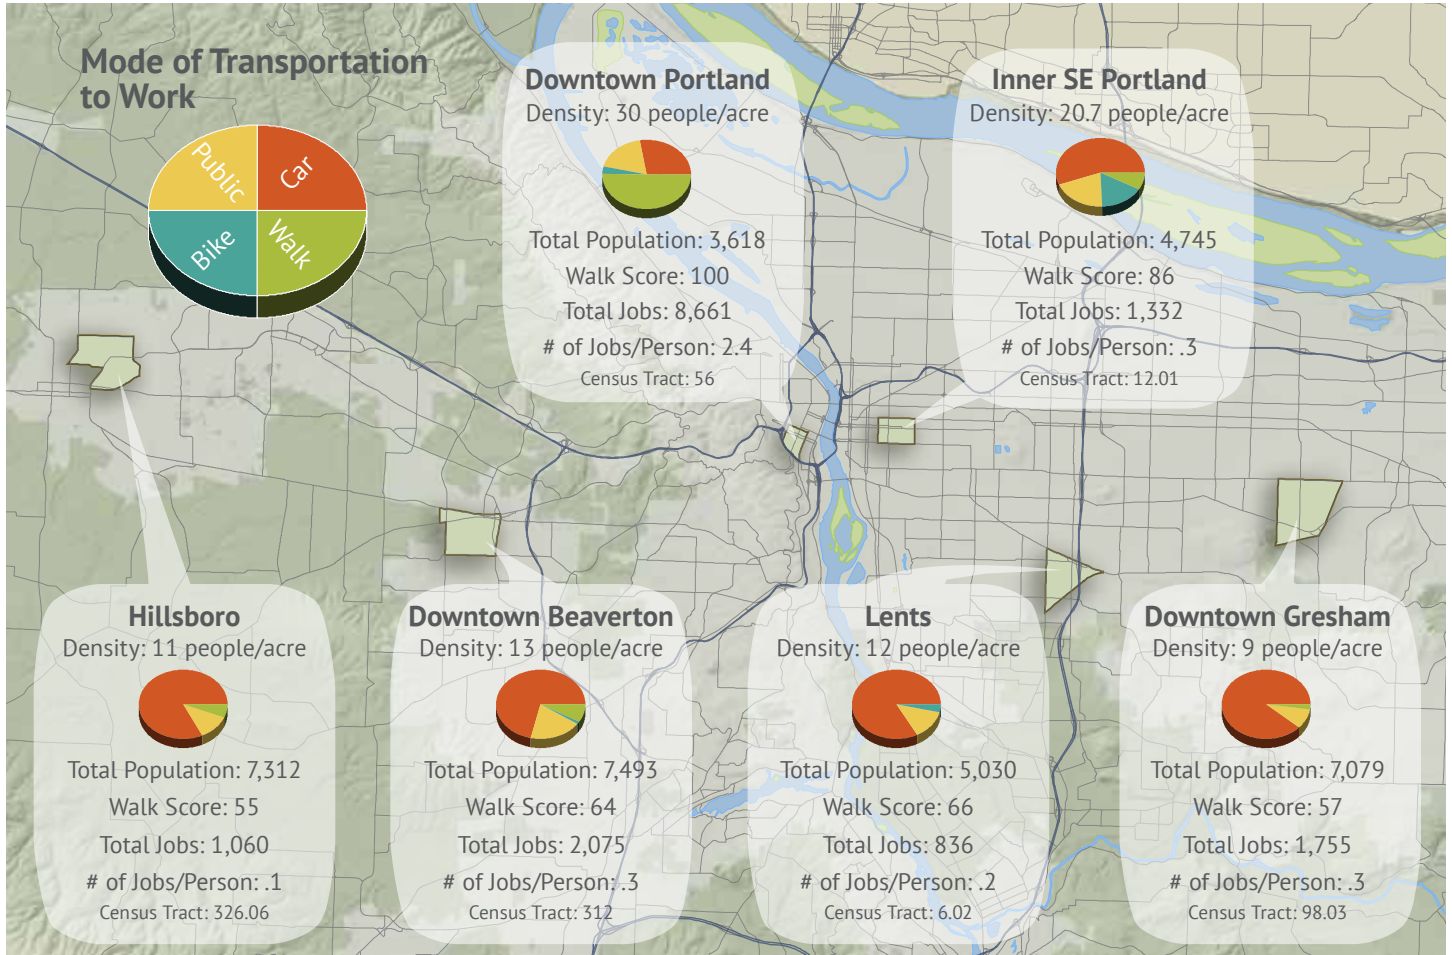 Mode of Transportation
to Work
Public
Car
Bike
Walk
Downtown Portland
Density: 30 people/acre
Total Population: 3,618
Walk Score: 100
Total Jobs: 8,661
# of Jobs/Person: 2.4
Census Tract: 56
Inner SE Portland
Density: 20.7 people/acre
Total Population: 4,745
Walk Score: 86
Total Jobs: 1,332
# of Jobs/Person: .3
Census Tract: 12.01
Hillsboro
Density: 11 people/acre
Total Population: 7,312
Walk Score: 55
Total Jobs: 1,060
# of Jobs/Person: .1
Census Tract: 326.06
Downtown Beaverton
Density: 13 people/acre
Total Population: 7,493
Walk Score: 64
Total Jobs: 2,075
# of Jobs/Person: .3
Census Tract: 312
Lents
Density: 12 people/acre
Total Population: 5,030
Walk Score: 66
Total Jobs: 836
# of Jobs/Person: .2
Census Tract: 6.02
Downtown Gresham
Density: 9 people/acre
Total Population: 7,079
Walk Score: 57
Total Jobs: 1,755
# of Jobs/Person: .3
Census Tract: 98.03